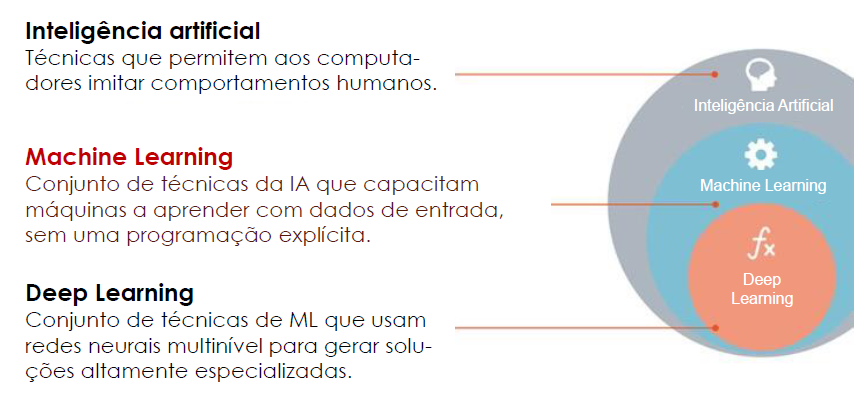 Inteligência artificial
Técnicas que permitem aos computa-
dores imitar comportamentos humanos.
Machine Learning
Conjunto de técnicas da IA que capacitam
máquinas a aprender com dados de entrada,
sem uma programação explícita.
Deep Learning
Conjunto de técnicas de ML que usam
redes neurais multinível para gerar solu-
ções altamente especializadas.
Inteligência Artificial
Machine Learning
fx
Deep
Learning